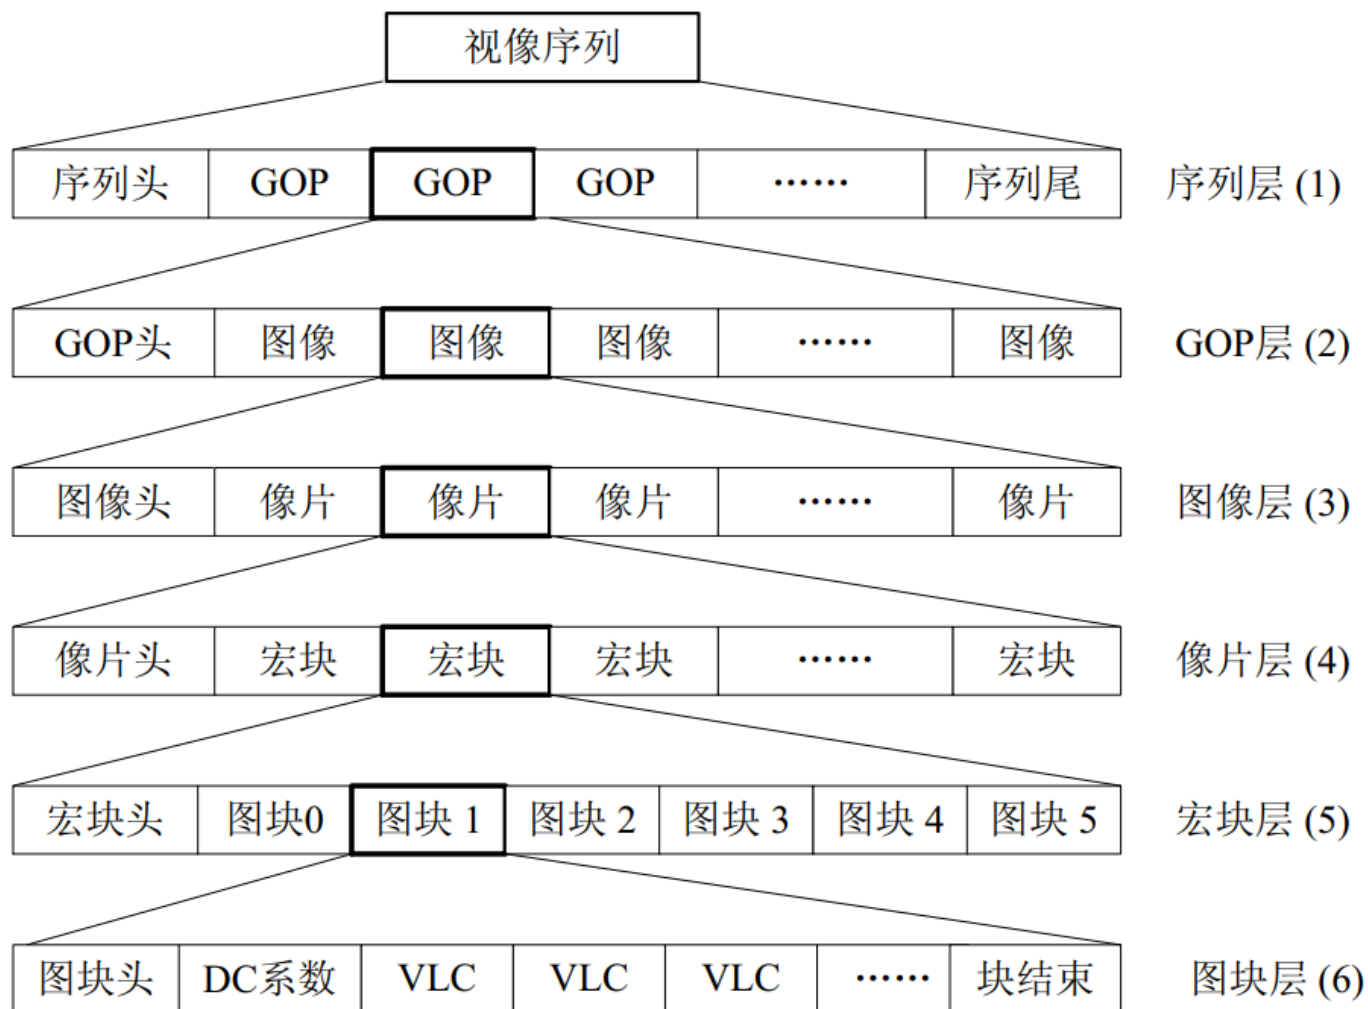 视像序列
序列头 GOP GOP GOP …… 序列尾 序列层 (1)
GOP头 图像 图像 图像 …… 图像 GOP层 (2)
图像头 像片 像片 像片 …… 像片 图像层 (3)
像片头 宏块 宏块 宏块 …… 宏块 像片层 (4)
宏块头 图块0 图块 1 图块 2 图块 3 图块 4 图块 5 宏块层 (5)
图块头 DC系数 VLC VLC VLC …… 块结束 图块层 (6)